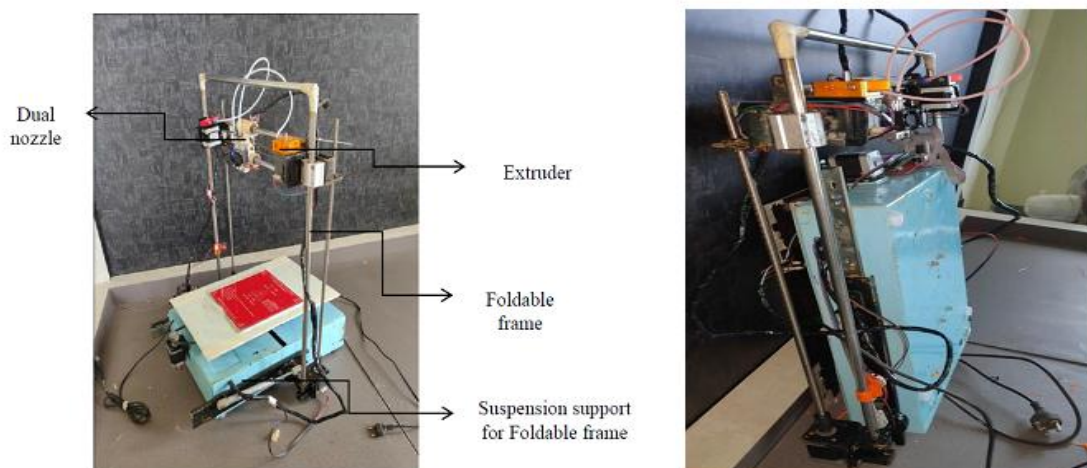 Dual
nozzle
Extruder
Foldable
frame
Suspension support
for Foldable frame